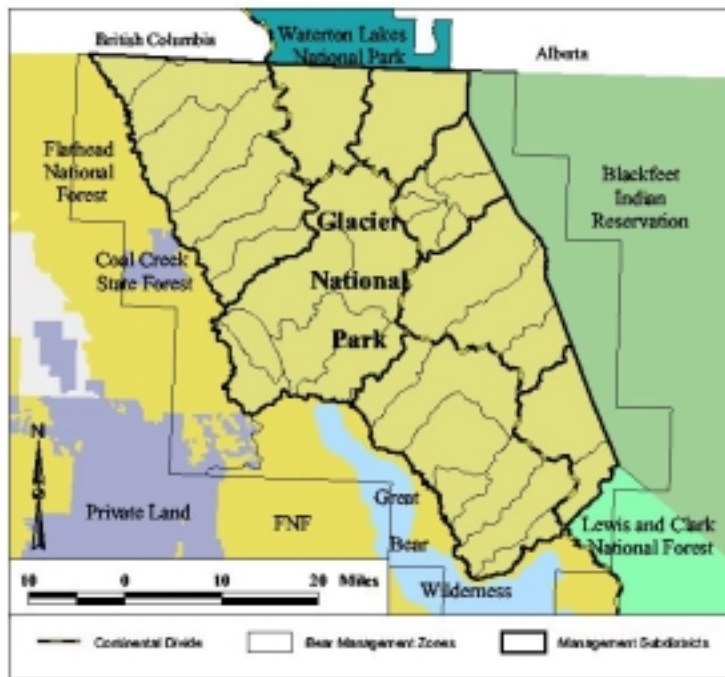 British Columbia
Waterton Lakes
National Park
Alberta
Flathead
National
Forest
Blackfeet
Indian
Reservation
Glacier
National
Park
Coal Creek
State Forest
N
S
Private Land
FNF
Great
Bear
Wilderness
Lewis and Clark
National Forest
10 0 10 20 Miles
Continental Divide
Bear Management Zones
Management Subdistricts